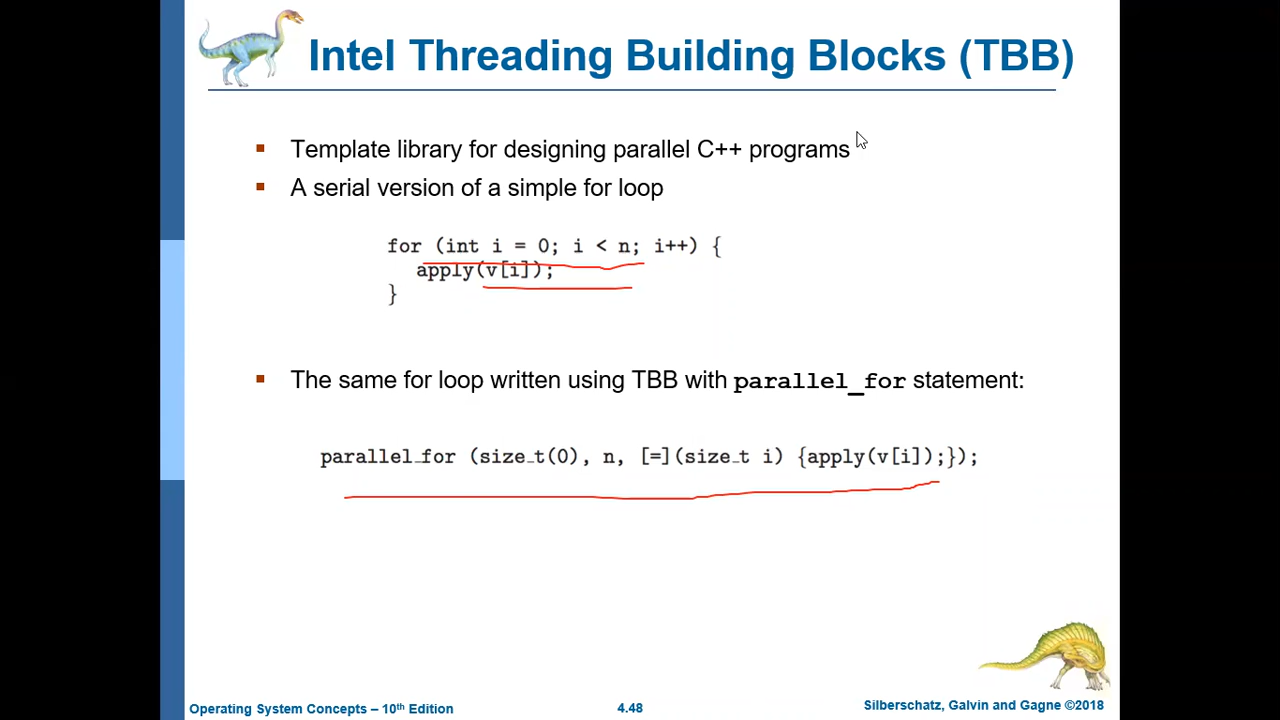 Intel Threading Building Blocks (TBB)
Template library for designing parallel C++ programs
A serial version of a simple for loop
for (int i = 0; i < n; i++) {
apply(v[i]);
}
The same for loop written using TBB with parallel_for statement:
parallel_for (size_t(0), n, [=](size_t i) {apply(v[i]);});
Operating System Concepts – 10th Edition
4.48
Silberschatz, Galvin and Gagne ©2018